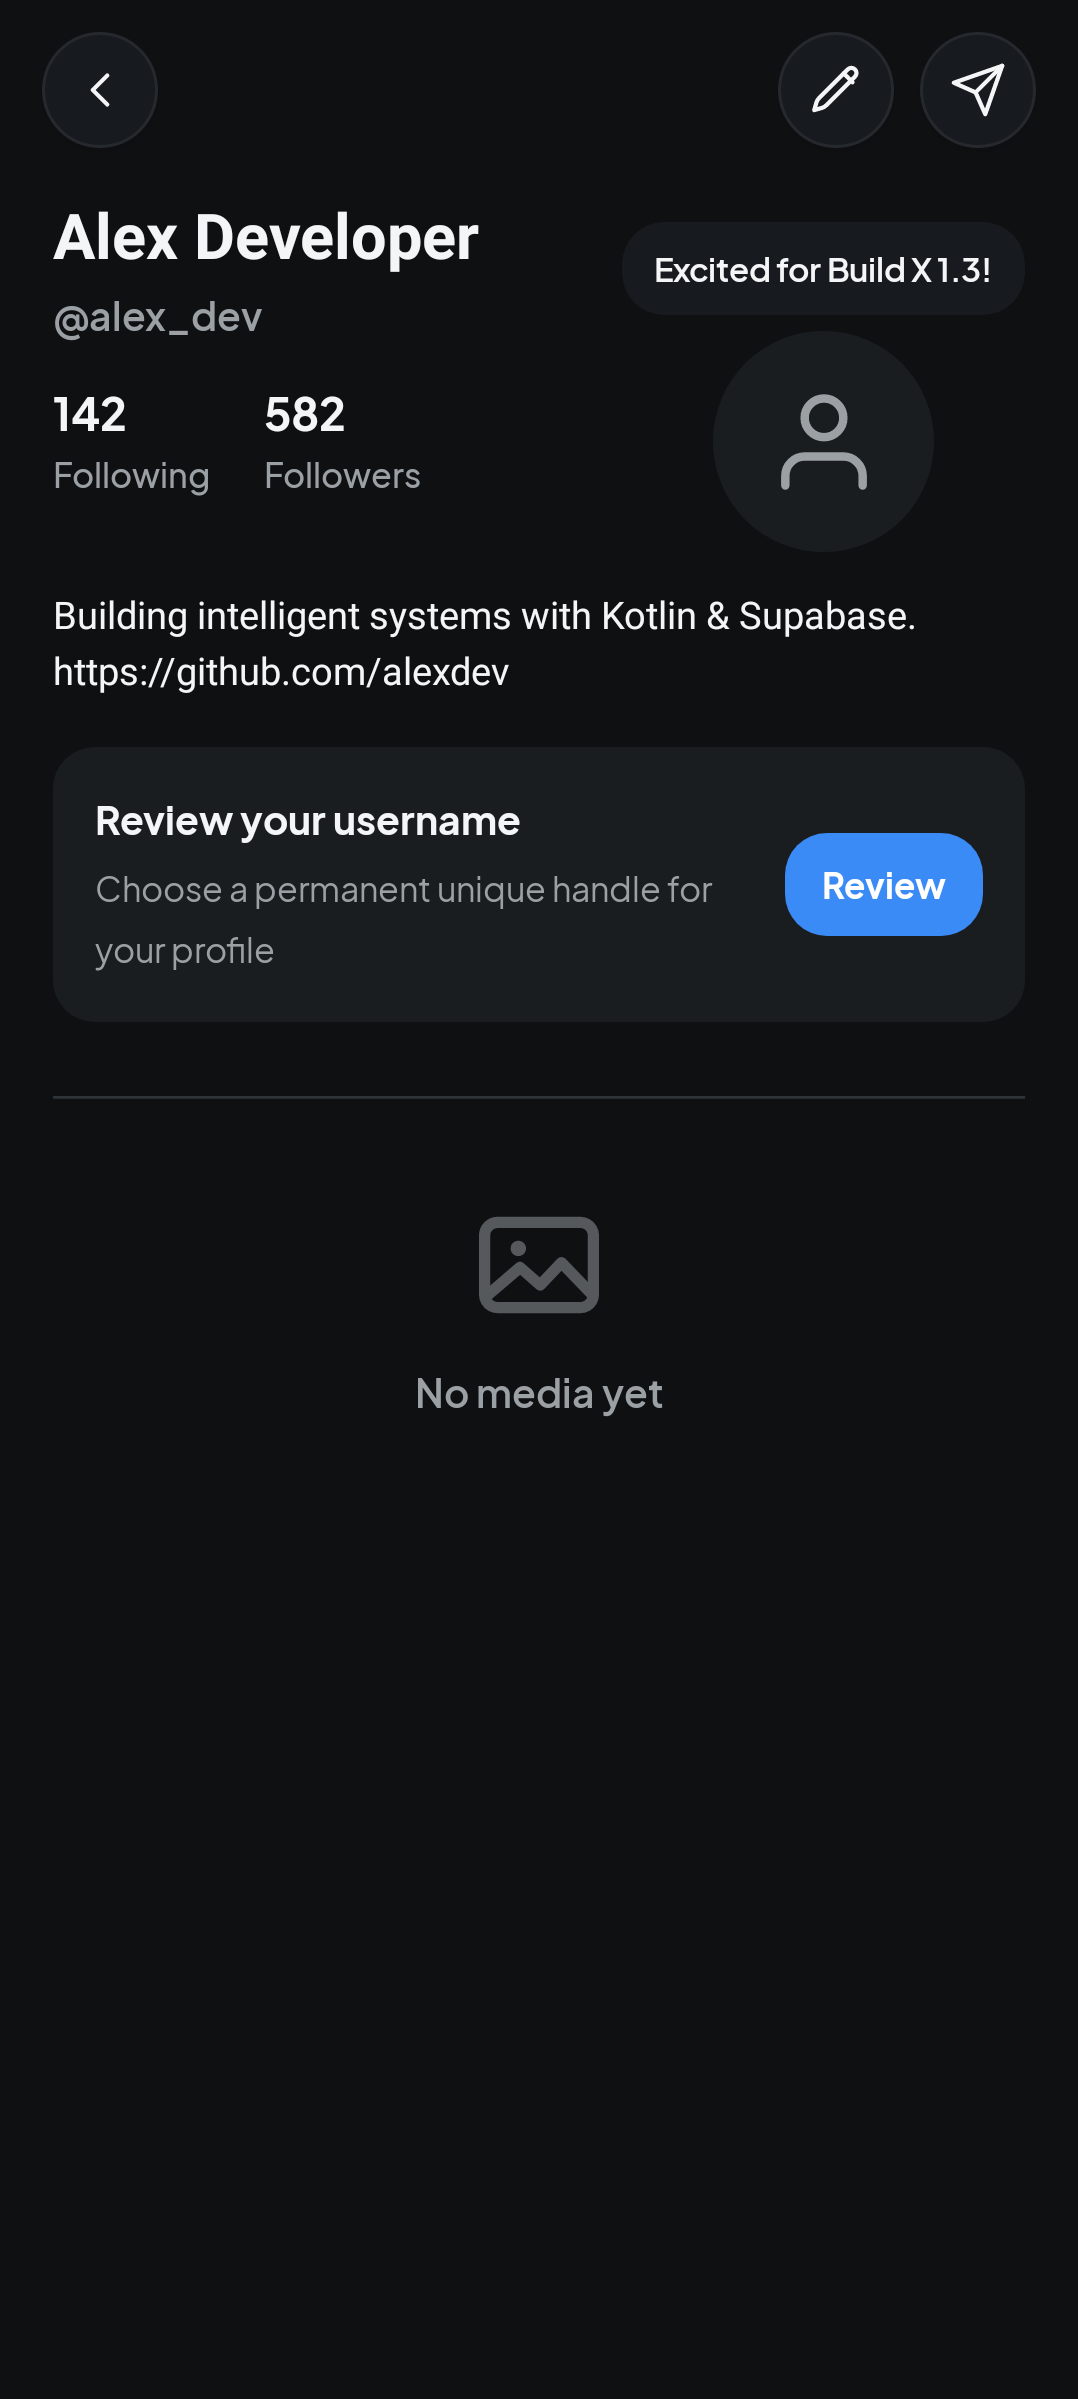 Alex Developer
@alex_dev
Excited for Build X 1.3!
142
Following
582
Followers
Building intelligent systems with Kotlin & Supabase.
https://github.com/alexdev
Review your username
Choose a permanent unique handle for
your profile
Review
No media yet